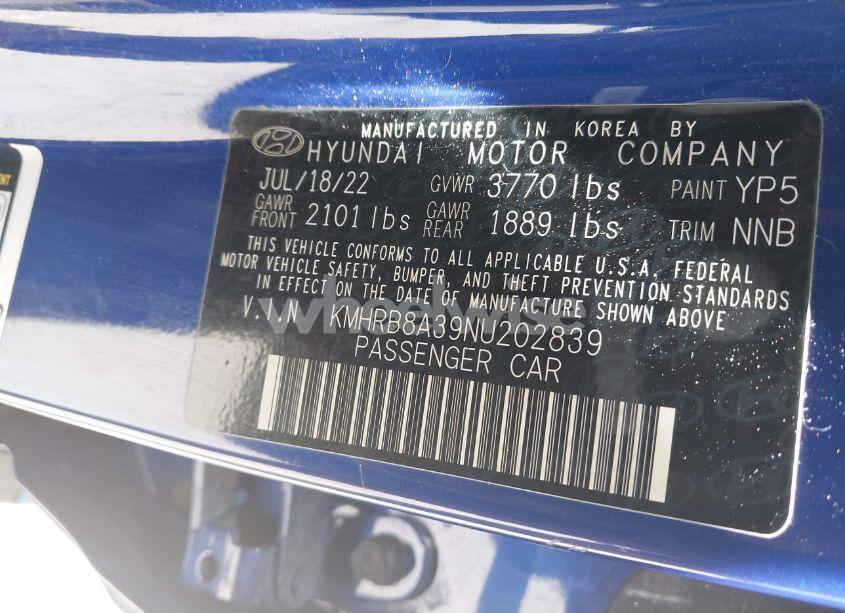 MANUFACTURED IN KOREA BY
HYUNDAI MOTOR COMPANY
JUL/18/22 GVWR 3770 lbs PAINT YP5
GAWR FRONT 2101 lbs GAWR REAR 1889 lbs TRIM NNB
THIS VEHICLE CONFORMS TO ALL APPLICABLE U.S.A. FEDERAL
MOTOR VEHICLE SAFETY, BUMPER, AND THEFT PREVENTION STANDARDS
IN EFFECT ON THE DATE OF MANUFACTURE SHOWN ABOVE
V.I.N KMHRB8A39NU202839
PASSENGER CAR